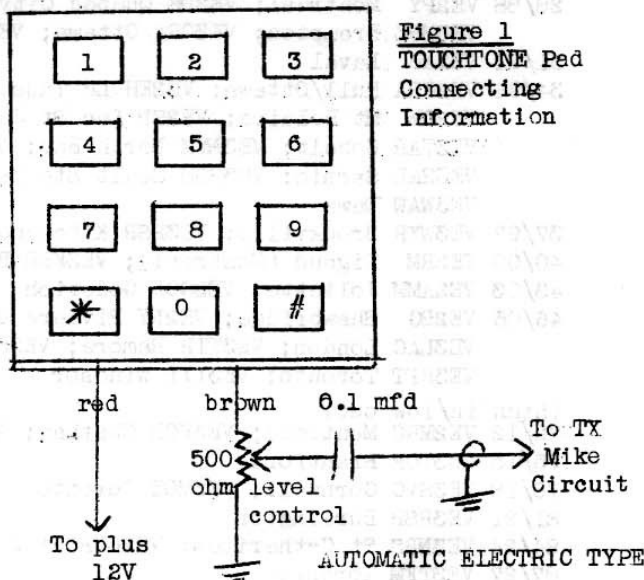 Figure 1
TOUCHTONE Pad
Connecting
Information
1 2 3
4 5 6
7 8 9
* 0 #
red brown 0.1 mfd
500
ohm level
control
To TX
Mike
Circuit
To plus
12V
AUTOMATIC ELECTRIC TYPE